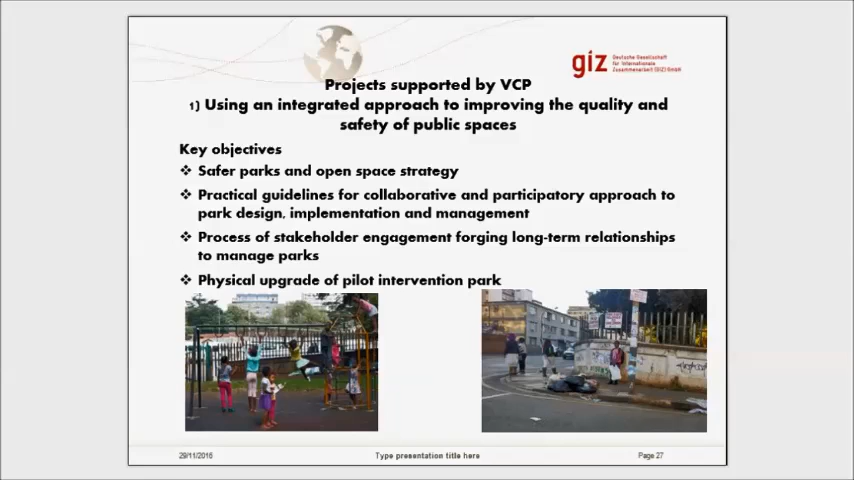 giz
Deutsche Gesellschaft
für Internationale
Zusammenarbeit (GIZ) GmbH
Projects supported by VCP
1) Using an integrated approach to improving the quality and
safety of public spaces
Key objectives
❖ Safer parks and open space strategy
❖ Practical guidelines for collaborative and participatory approach to
park design, implementation and management
❖ Process of stakeholder engagement forging long-term relationships
to manage parks
❖ Physical upgrade of pilot intervention park
29/11/2016
Type presentation title here
Page 27